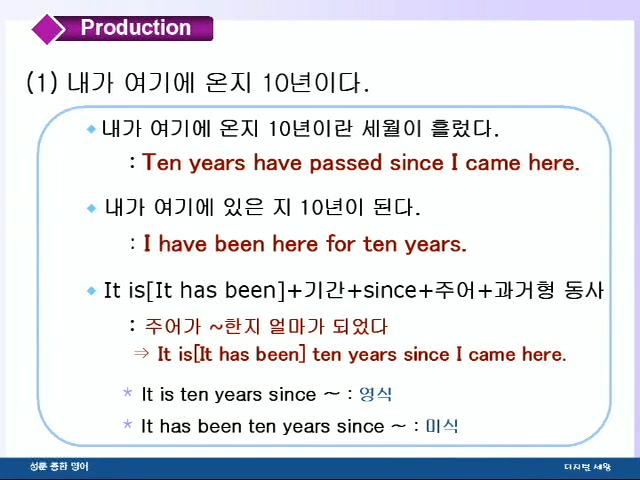 Production
(1) 내가 여기에 온지 10년이다.
내가 여기에 온지 10년이란 세월이 흘렀다.
: Ten years have passed since I came here.
내가 여기에 있은 지 10년이 된다.
: I have been here for ten years.
It is[It has been]+기간+since+주어+과거형 동사
: 주어가 ~한지 얼마가 되었다
⇒ It is[It has been] ten years since I came here.
* It is ten years since ~ : 영식
* It has been ten years since ~ : 미식
성문 종합 영어
디지털 세움